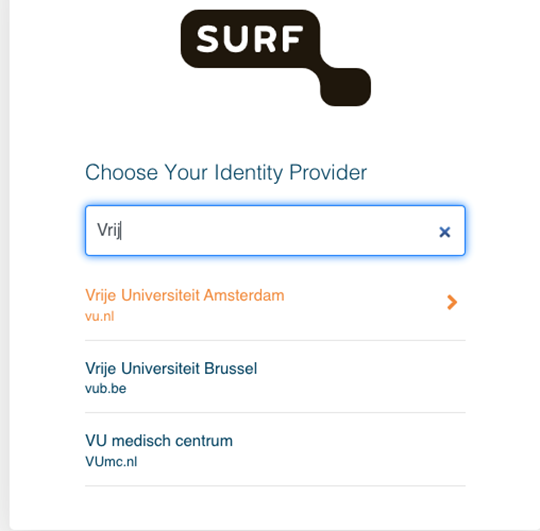 SURF
Choose Your Identity Provider
Vrij
Vrije Universiteit Amsterdam
vu.nl
Vrije Universiteit Brussel
vub.be
VU medisch centrum
VUmc.nl